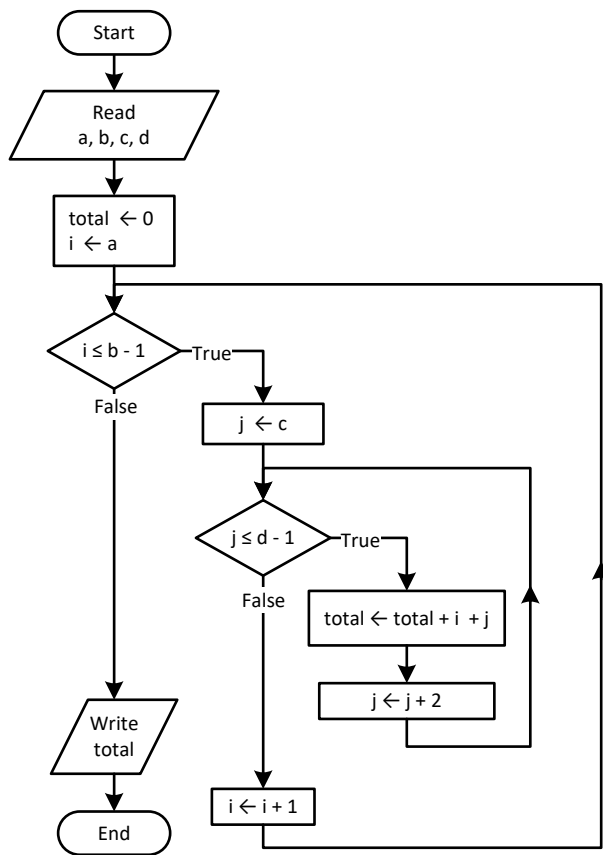 Start
Read
a, b, c, d
total ← 0
i ← a
i ≤ b - 1
True
False
j ← c
j ≤ d - 1
True
False
total ← total + i + j
j ← j + 2
i ← i + 1
Write
total
End